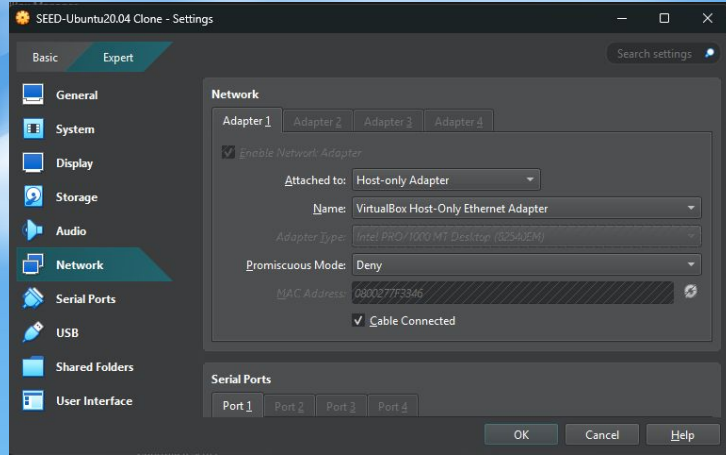 SEED-Ubuntu20.04 Clone - Settings
Basic Expert Search settings
General
System
Display
Storage
Audio
Network
Serial Ports
USB
Shared Folders
User Interface
Network
Adapter 1 Adapter 2 Adapter 3 Adapter 4
Enable Network Adapter
Attached to: Host-only Adapter
Name: VirtualBox Host-Only Ethernet Adapter
Adapter Type: Intel PRO/1000 MT Desktop (82540EM)
Promiscuous Mode: Deny
MAC Address: 0800277F3346
Cable Connected
Serial Ports
Port 1 Port 2 Port 3 Port 4
OK Cancel Help